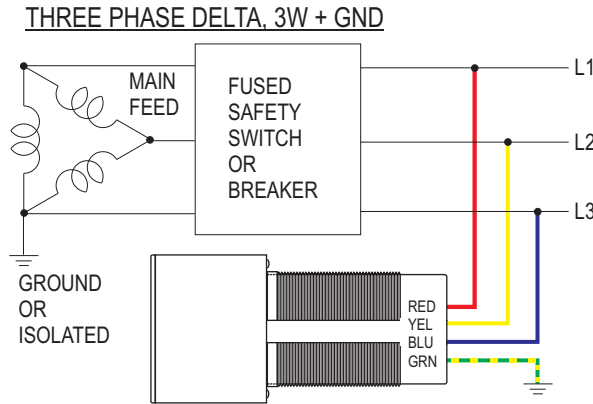 THREE PHASE DELTA, 3W + GND
MAIN
FEED
FUSED
SAFETY
SWITCH
OR
BREAKER
L1
L2
L3
GROUND
OR
ISOLATED
RED
YEL
BLU
GRN